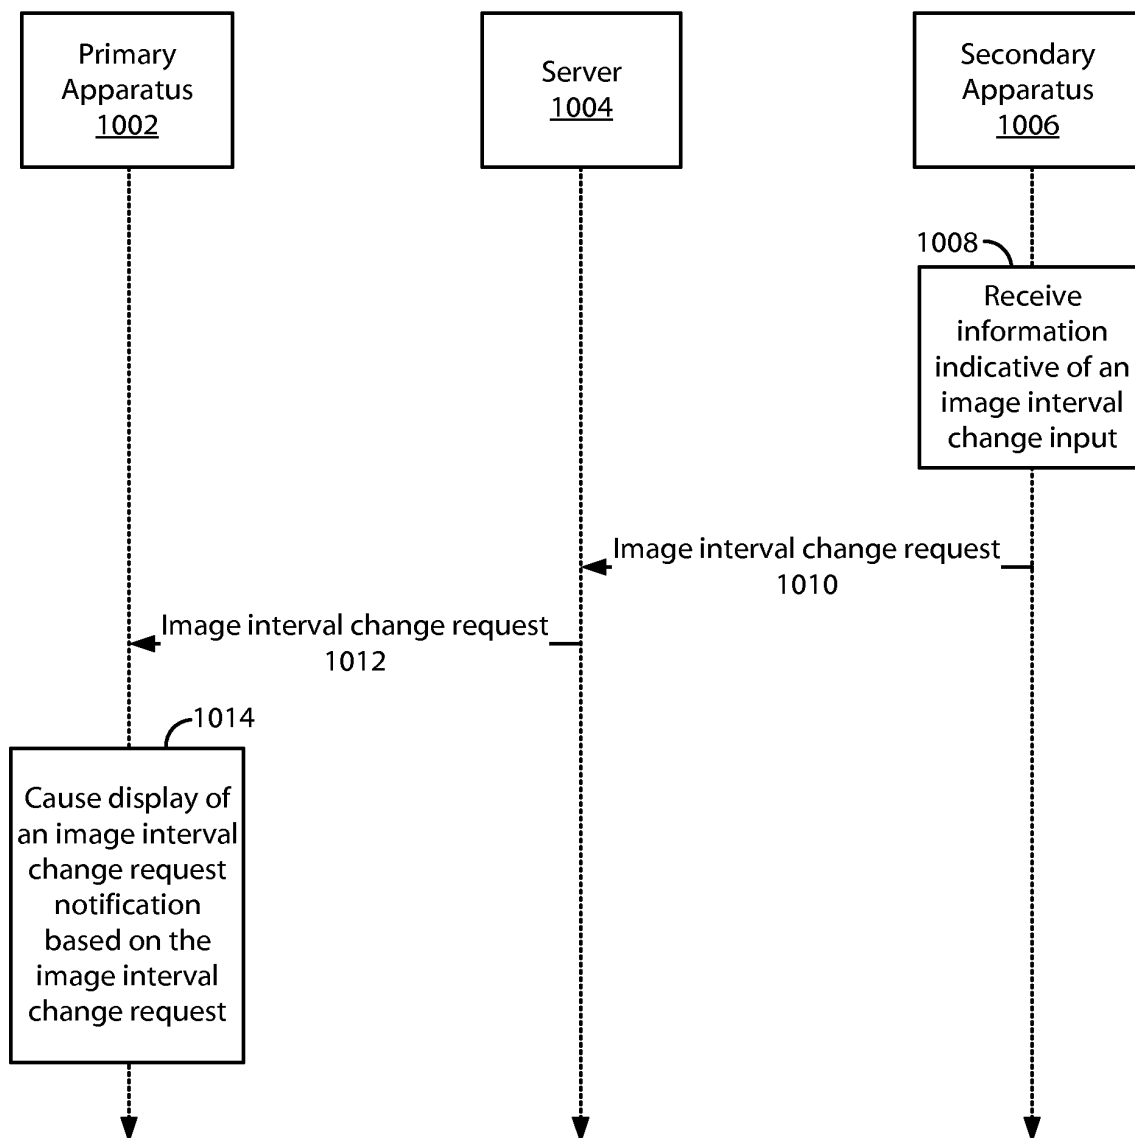 Primary
Apparatus
1002
Server
1004
Secondary
Apparatus
1006
1008
Receive
information
indicative of an
image interval
change input
Image interval change request
1010
Image interval change request
1012
1014
Cause display of
an image interval
change request
notification
based on the
image interval
change request